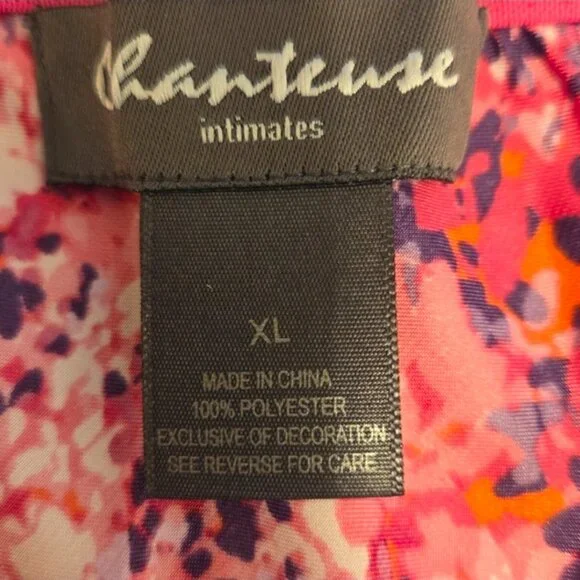 Chanteuse
intimates
XL
MADE IN CHINA
100% POLYESTER
EXCLUSIVE OF DECORATION
SEE REVERSE FOR CARE